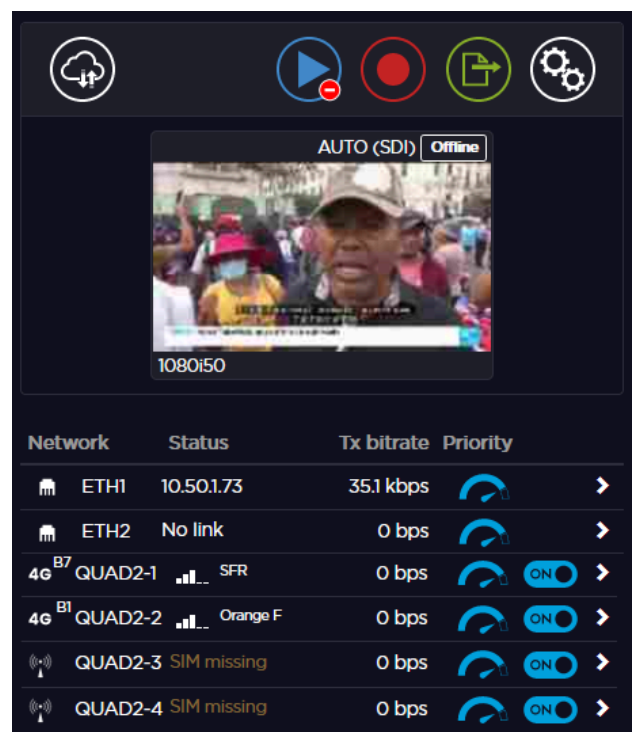 AUTO (SDI) Offline
1080i50
Network Status Tx bitrate Priority
ETH1 10.50.1.73 35.1 kbps
ETH2 No link 0 bps
4G B7 QUAD2-1 SFR 0 bps ON
4G B1 QUAD2-2 Orange F 0 bps ON
QUAD2-3 SIM missing 0 bps ON
QUAD2-4 SIM missing 0 bps ON